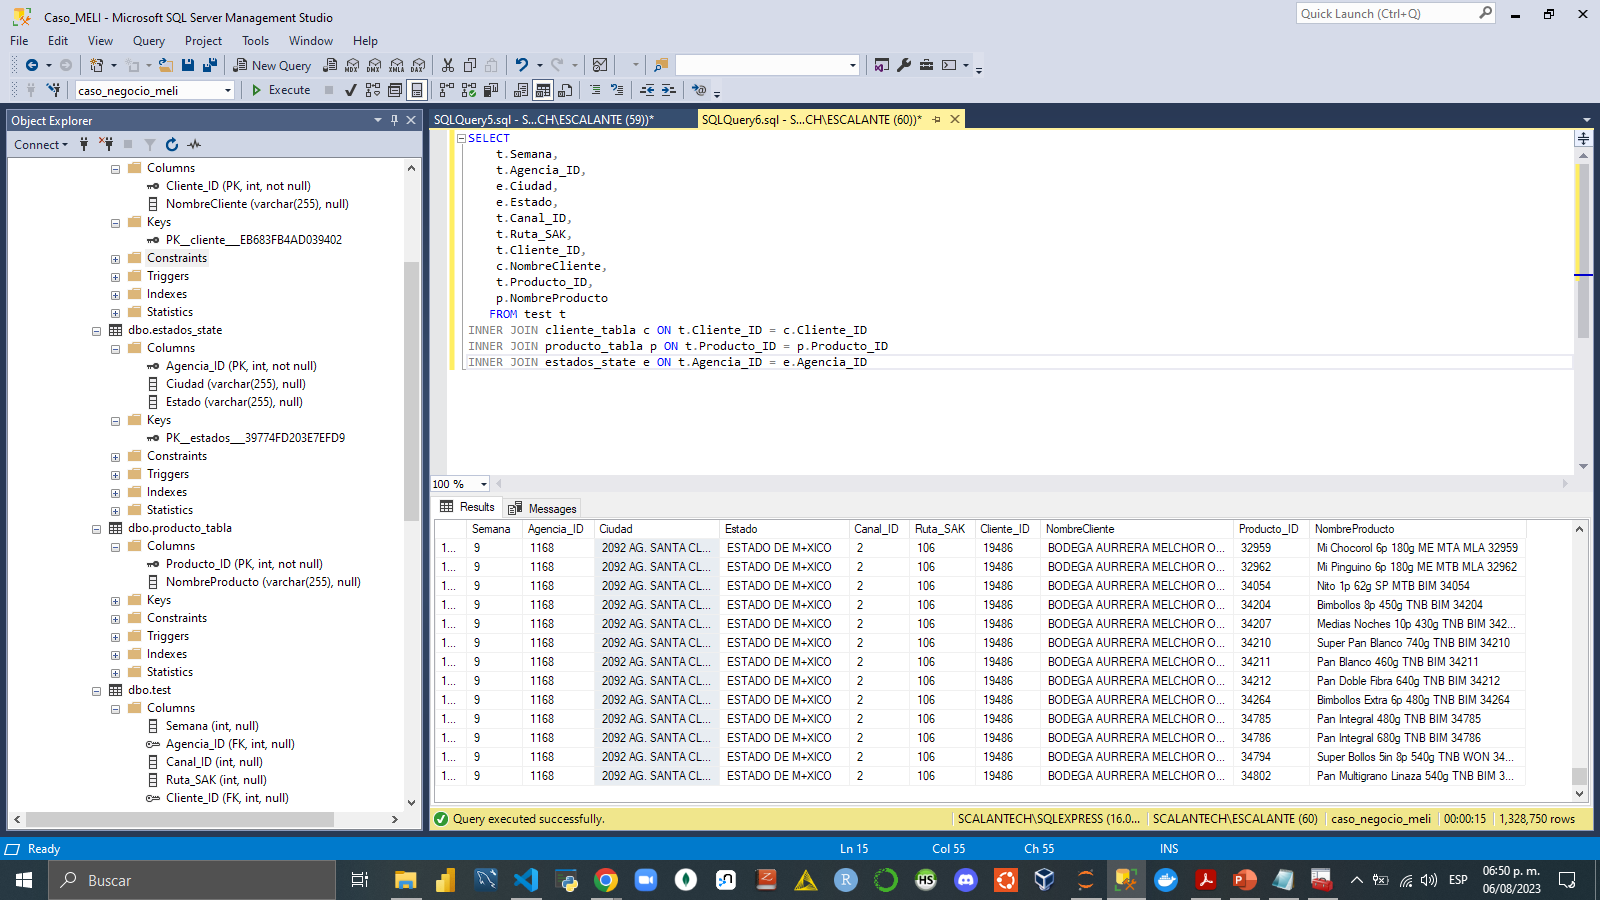 Caso_MELI - Microsoft SQL Server Management Studio
Quick Launch (Ctrl+Q)
File Edit View Query Project Tools Window Help
New Query
MDX DMX XMLA DAX
caso_negocio_meli
Execute
Object Explorer
Connect
Columns
Cliente_ID (PK, int, not null)
NombreCliente (varchar(255), null)
Keys
PK__cliente___EB683FB4AD039402
Constraints
Triggers
Indexes
Statistics
dbo.estados_state
Columns
Agencia_ID (PK, int, not null)
Ciudad (varchar(255), null)
Estado (varchar(255), null)
Keys
PK__estados___39774FD203E7EFD9
Constraints
Triggers
Indexes
Statistics
dbo.producto_tabla
Columns
Producto_ID (PK, int, not null)
NombreProducto (varchar(255), null)
Keys
Constraints
Triggers
Indexes
Statistics
dbo.test
Columns
Semana (int, null)
Agencia_ID (FK, int, null)
Canal_ID (int, null)
Ruta_SAK (int, null)
Cliente_ID (FK, int, null)
SQLQuery5.sql - S...CH\ESCALANTE (59))*
SQLQuery6.sql - S...CH\ESCALANTE (60))*
SELECT
t.Semana,
t.Agencia_ID,
e.Ciudad,
e.Estado,
t.Canal_ID,
t.Ruta_SAK,
t.Cliente_ID,
c.NombreCliente,
t.Producto_ID,
p.NombreProducto
FROM test t
INNER JOIN cliente_tabla c ON t.Cliente_ID = c.Cliente_ID
INNER JOIN producto_tabla p ON t.Producto_ID = p.Producto_ID
INNER JOIN estados_state e ON t.Agencia_ID = e.Agencia_ID
100 %
Results Messages
Semana Agencia_ID Ciudad Estado Canal_ID Ruta_SAK Cliente_ID NombreCliente Producto_ID NombreProducto
1... 9 1168 2092 AG. SANTA CL... ESTADO DE M+XICO 2 106 19486 BODEGA AURRERA MELCHOR O... 32959 Mi Chocorol 6p 180g ME MTA MLA 32959
1... 9 1168 2092 AG. SANTA CL... ESTADO DE M+XICO 2 106 19486 BODEGA AURRERA MELCHOR O... 32962 Mi Pinguino 6p 180g ME MTA MLA 32962
1... 9 1168 2092 AG. SANTA CL... ESTADO DE M+XICO 2 106 19486 BODEGA AURRERA MELCHOR O... 34054 Nito 1p 62g SP MTB BIM 34054
1... 9 1168 2092 AG. SANTA CL... ESTADO DE M+XICO 2 106 19486 BODEGA AURRERA MELCHOR O... 34204 Bimbollos 8p 450g TNB BIM 34204
1... 9 1168 2092 AG. SANTA CL... ESTADO DE M+XICO 2 106 19486 BODEGA AURRERA MELCHOR O... 34207 Medias Noches 10p 430g TNB BIM 342...
1... 9 1168 2092 AG. SANTA CL... ESTADO DE M+XICO 2 106 19486 BODEGA AURRERA MELCHOR O... 34210 Super Pan Blanco 740g TNB BIM 34210
1... 9 1168 2092 AG. SANTA CL... ESTADO DE M+XICO 2 106 19486 BODEGA AURRERA MELCHOR O... 34211 Pan Blanco 460g TNB BIM 34211
1... 9 1168 2092 AG. SANTA CL... ESTADO DE M+XICO 2 106 19486 BODEGA AURRERA MELCHOR O... 34212 Pan Doble Fibra 640g TNB BIM 34212
1... 9 1168 2092 AG. SANTA CL... ESTADO DE M+XICO 2 106 19486 BODEGA AURRERA MELCHOR O... 34264 Bimbollos Extra 6p 480g TNB BIM 34264
1... 9 1168 2092 AG. SANTA CL... ESTADO DE M+XICO 2 106 19486 BODEGA AURRERA MELCHOR O... 34785 Pan Integral 480g TNB BIM 34785
1... 9 1168 2092 AG. SANTA CL... ESTADO DE M+XICO 2 106 19486 BODEGA AURRERA MELCHOR O... 34786 Pan Integral 680g TNB BIM 34786
1... 9 1168 2092 AG. SANTA CL... ESTADO DE M+XICO 2 106 19486 BODEGA AURRERA MELCHOR O... 34794 Super Bollos 5in 8p 540g TNB WON 34...
1... 9 1168 2092 AG. SANTA CL... ESTADO DE M+XICO 2 106 19486 BODEGA AURRERA MELCHOR O... 34802 Pan Multigrano Linaza 540g TNB BIM 3...
Query executed successfully. SCALANTECH\SQLEXPRESS (16.0... SCALANTECH\ESCALANTE (60) caso_negocio_meli 00:00:15 1,328,750 rows
Ready Ln 15 Col 55 Ch 55 INS
Buscar
R
HS
ESP
06:50 p. m.
06/08/2023